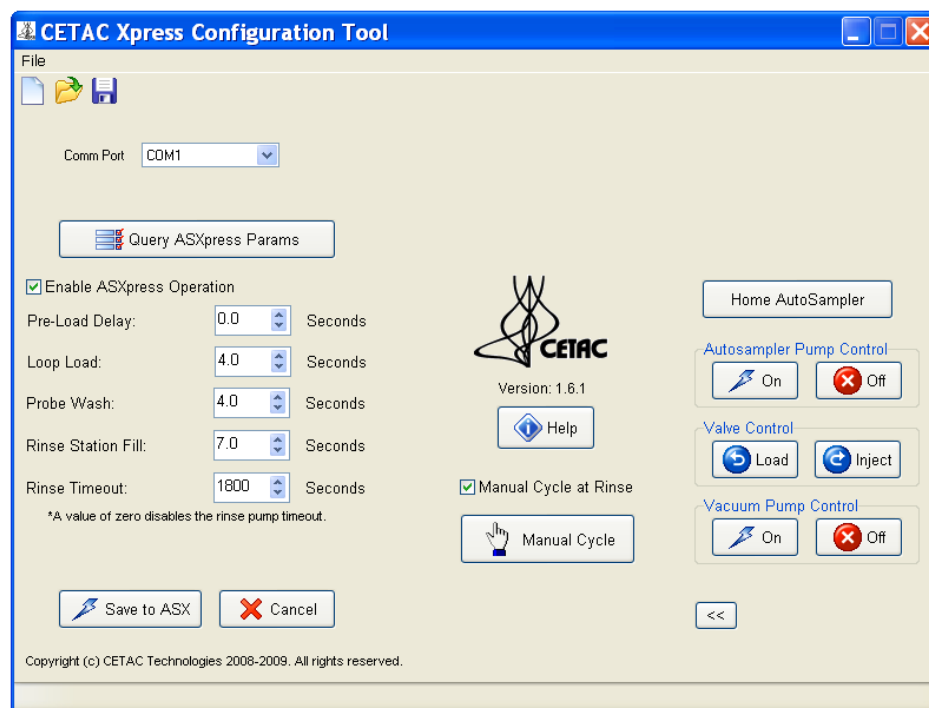 CETAC Xpress Configuration Tool
File
Comm Port COM1
Query ASXpress Params
Enable ASXpress Operation
Pre-Load Delay: 0.0 Seconds
Loop Load: 4.0 Seconds
Probe Wash: 4.0 Seconds
Rinse Station Fill: 7.0 Seconds
Rinse Timeout: 1800 Seconds
*A value of zero disables the rinse pump timeout.
Save to ASX Cancel
CETAC
Version: 1.6.1
Help
Manual Cycle at Rinse
Manual Cycle
Home AutoSampler
Autosampler Pump Control
On Off
Valve Control
Load Inject
Vacuum Pump Control
On Off
<<
Copyright (c) CETAC Technologies 2008-2009. All rights reserved.